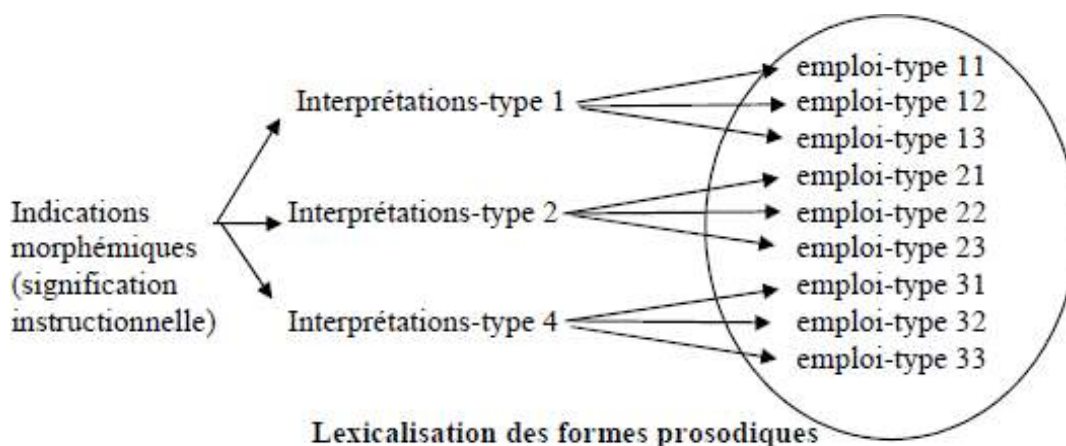 emploi-type 11
Interprétations-type 1
emploi-type 12
emploi-type 13
emploi-type 21
Indications
morphémiques
(signification
instructionnelle)
Interprétations-type 2
emploi-type 22
emploi-type 23
emploi-type 31
Interprétations-type 4
emploi-type 32
emploi-type 33
Lexicalisation des formes prosodiques